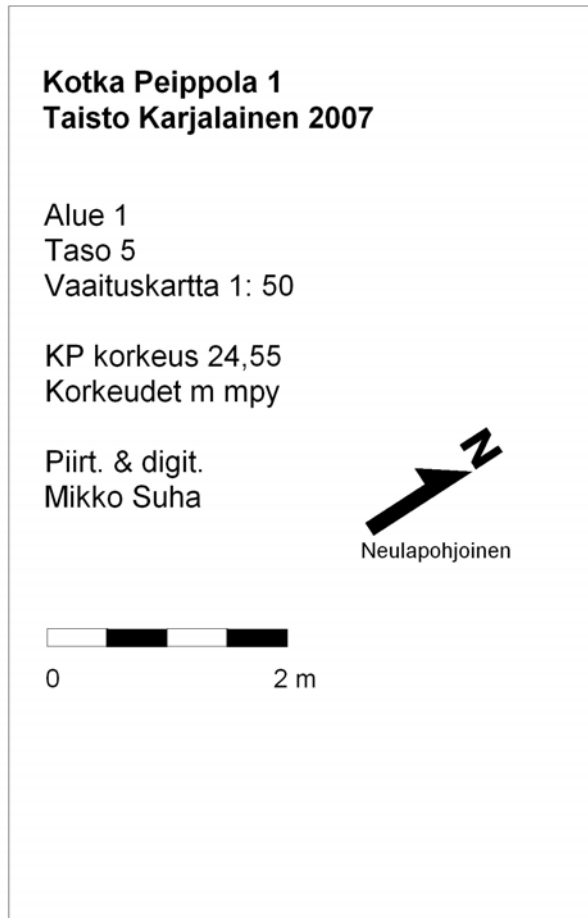 Kotka Peippola 1
Taisto Karjalainen 2007
Alue 1
Taso 5
Vaaituskartta 1: 50
KP korkeus 24,55
Korkeudet m mpy
Piirt. & digit.
Mikko Suha
N
Neulapohjoinen
0 2 m